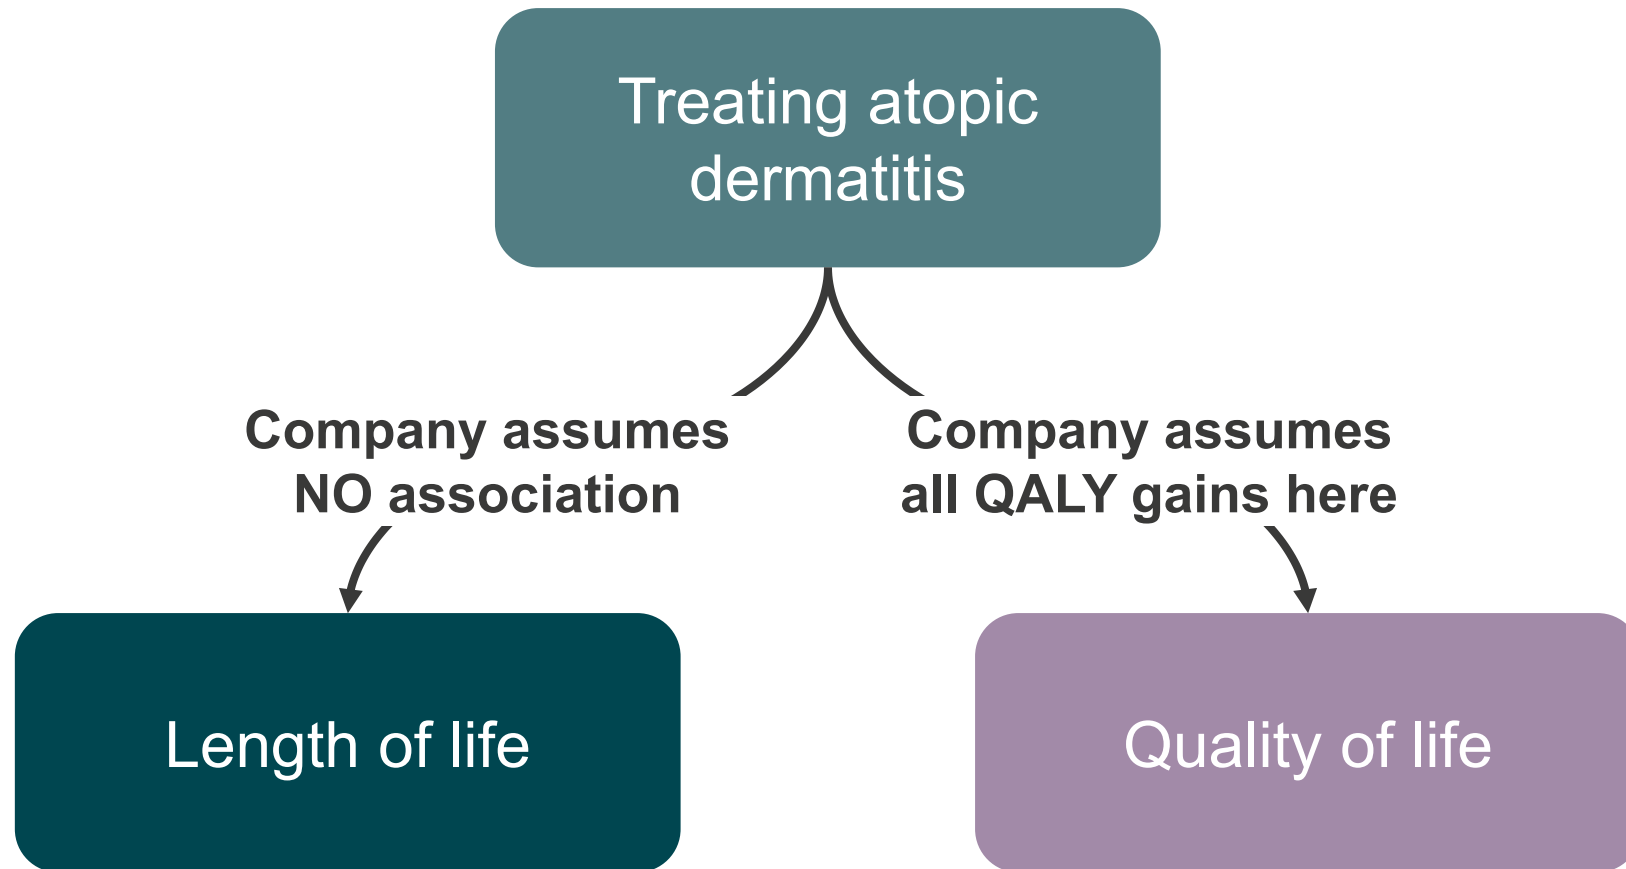 Treating atopic
dermatitis
Company assumes
NO association
Company assumes
all QALY gains here
Length of life
Quality of life